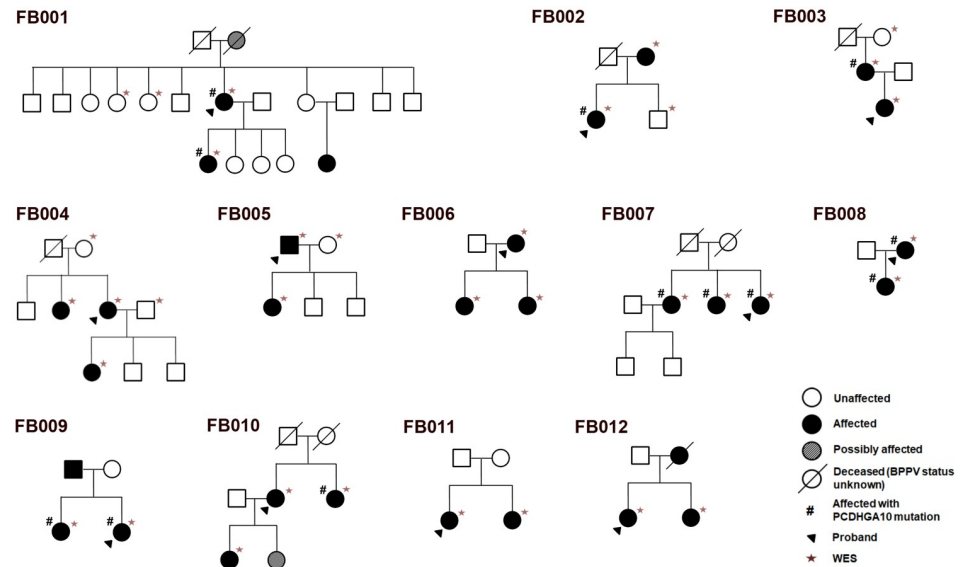 FB001
FB002
FB003
#
#
#
#
FB004
FB005
FB006
FB007
FB008
#
#
#
#
#
FB009
FB010
FB011
FB012
#
#
#
Unaffected
Affected
Possibly affected
Deceased (BPPV status
unknown)
# Affected with
PCDHGA10 mutation
Proband
WES